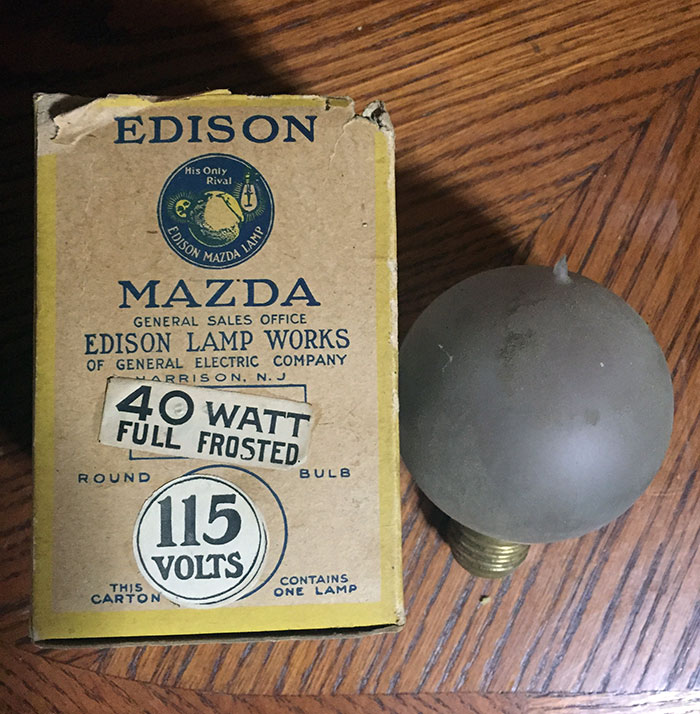 EDISON
His Only
Rival
EDISON MAZDA LAMP
MAZDA
GENERAL SALES OFFICE
EDISON LAMP WORKS
OF GENERAL ELECTRIC COMPANY
HARRISON, N.J
40 WATT
FULL FROSTED
ROUND BULB
115
VOLTS
THIS CARTON
CONTAINS ONE LAMP